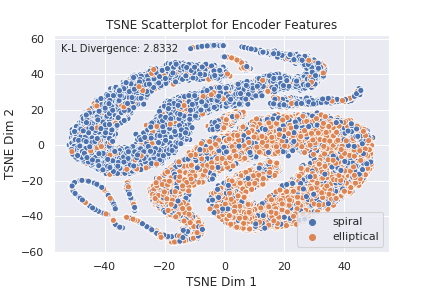 TSNE Scatterplot for Encoder Features
K-L Divergence: 2.8332
TSNE Dim 2
60
40
20
0
−20
−40
−60
−40
−20
0
20
40
spiral
elliptical
TSNE Dim 1